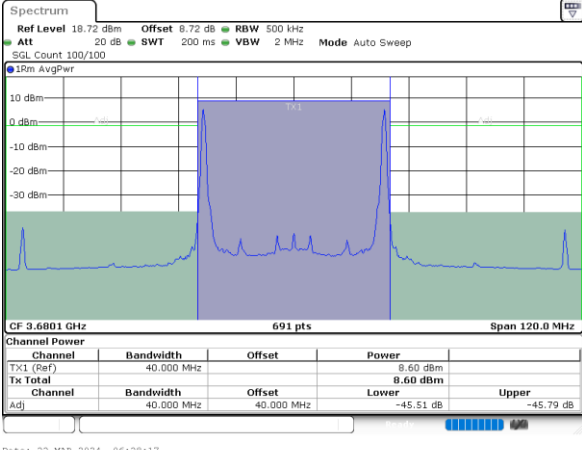 Spectrum
Ref Level 18.72 dBm Offset 8.72 dB RBW 500 kHz
Att 20 dB SWT 200 ms VBW 2 MHz Mode Auto Sweep
SGL Count 100/100
1Rm AvgPwr
10 dBm
TX1
0 dBm Adj Adj
-10 dBm
-20 dBm
-30 dBm
CF 3.6801 GHz 691 pts Span 120.0 MHz
Channel Power
Channel Bandwidth Offset Power
TX1 (Ref) 40.000 MHz 8.60 dBm
Tx Total 8.60 dBm
Channel Bandwidth Offset Lower Upper
Adj 40.000 MHz 40.000 MHz -45.51 dB -45.79 dB
Ready